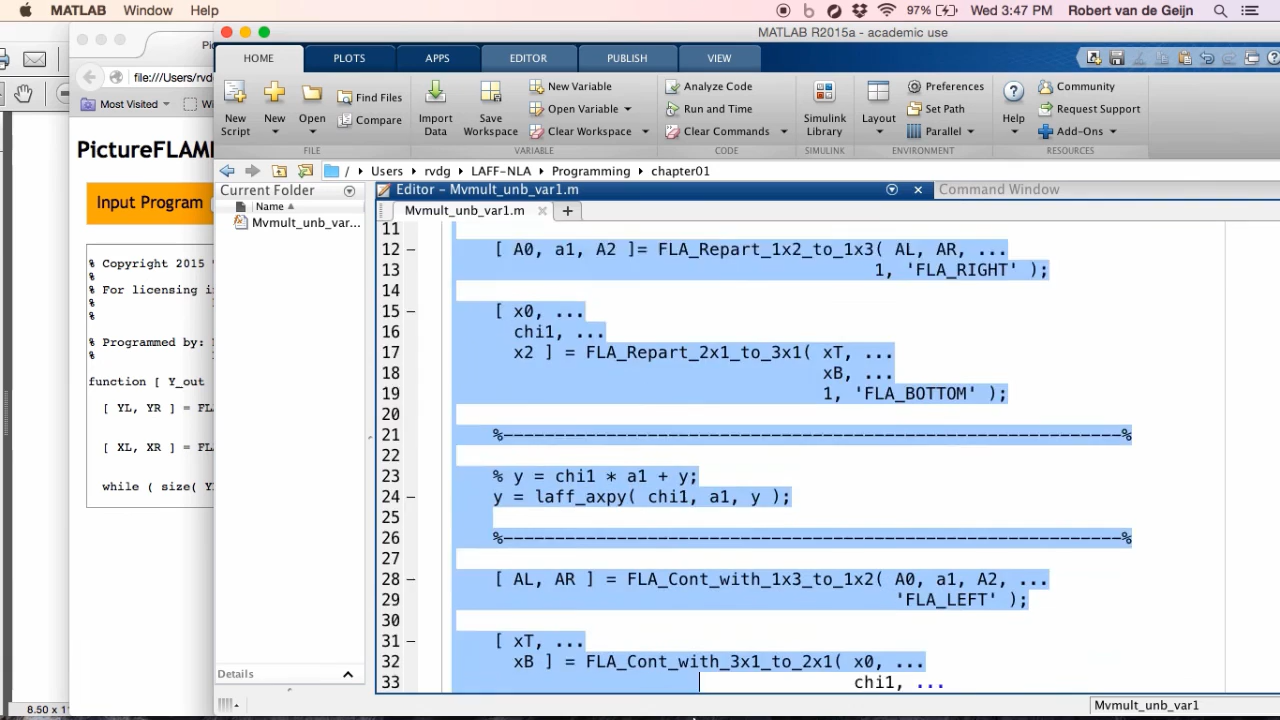 MATLAB Window Help 97% Wed 3:47 PM Robert van de Geijn
MATLAB R2015a - academic use
HOME PLOTS APPS EDITOR PUBLISH VIEW
New Script New Open Find Files Compare Import Data Save Workspace New Variable Open Variable Clear Workspace Analyze Code Run and Time Clear Commands Simulink Library Layout Preferences Set Path Parallel Help Community Request Support Add-Ons
FILE VARIABLE CODE SIMULINK ENVIRONMENT RESOURCES
/ Users rvdg LAFF-NLA Programming chapter01
file:///Users/rvd
Most Visited
PictureFLAM
Input Program
% Copyright 2015
%
% For licensing i
%
%
% Programmed by:
%
function [ Y_out
[ YL, YR ] = FL
[ XL, XR ] = FL
while ( size( Y
8.50 x 1
Current Folder
Name
Mvmult_unb_var...
Details
Editor - Mvmult_unb_var1.m
Command Window
Mvmult_unb_var1.m
11
12 – [ A0, a1, A2 ]= FLA_Repart_1x2_to_1x3( AL, AR, ...
13 1, 'FLA_RIGHT' );
14
15 – [ x0, ...
16 chi1, ...
17 x2 ] = FLA_Repart_2x1_to_3x1( xT, ...
18 xB, ...
19 1, 'FLA_BOTTOM' );
20
21 %------------------------------------------------------------%
22
23 % y = chi1 * a1 + y;
24 – y = laff_axpy( chi1, a1, y );
25
26 %------------------------------------------------------------%
27
28 – [ AL, AR ] = FLA_Cont_with_1x3_to_1x2( A0, a1, A2, ...
29 'FLA_LEFT' );
30
31 – [ xT, ...
32 xB ] = FLA_Cont_with_3x1_to_2x1( x0, ...
33 chi1, ...
Mvmult_unb_var1